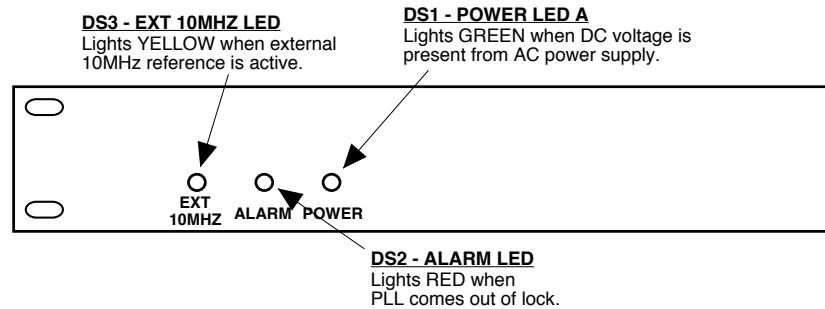 DS3 - EXT 10MHZ LED
Lights YELLOW when external
10MHz reference is active.
DS1 - POWER LED A
Lights GREEN when DC voltage is
present from AC power supply.
EXT
10MHZ
ALARM
POWER
DS2 - ALARM LED
Lights RED when
PLL comes out of lock.